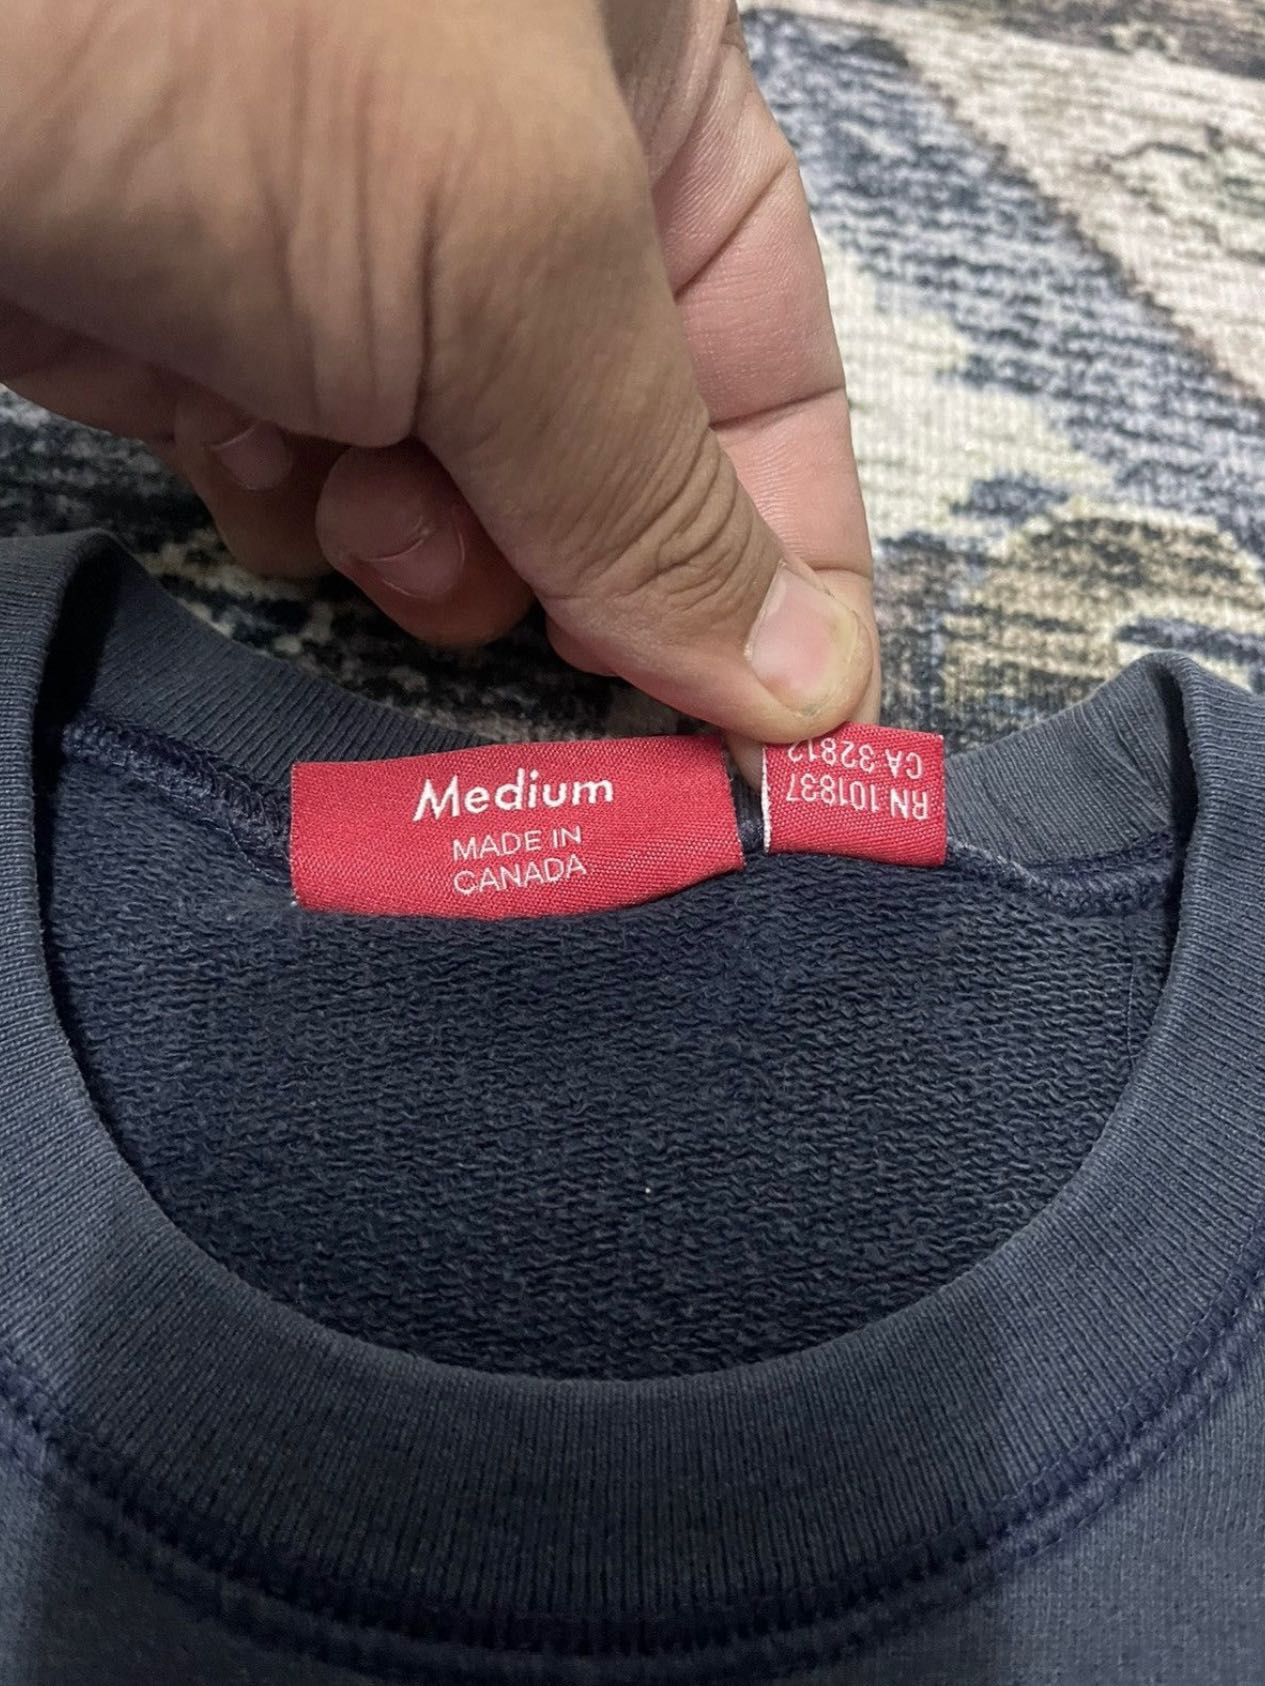 Medium
MADE IN
CANADA
RN 101837
CA 32812